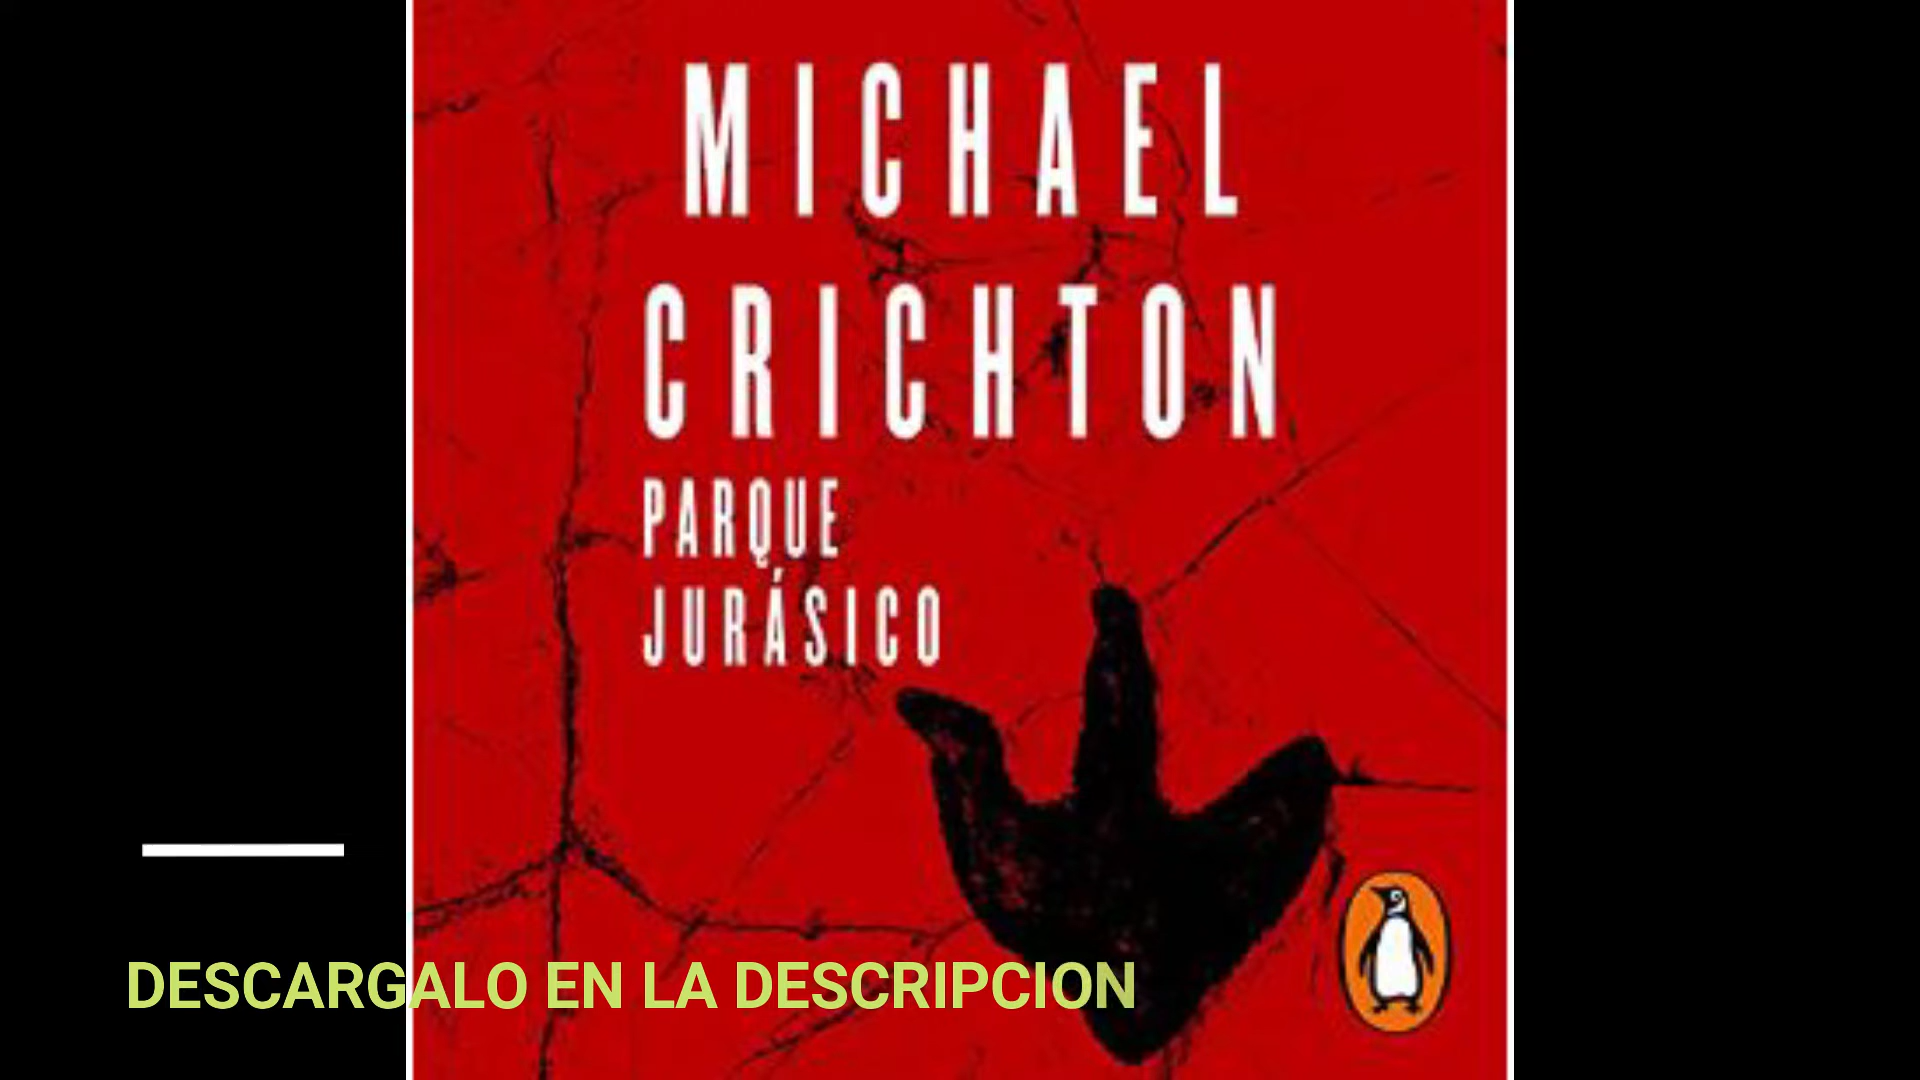 MICHAEL
CRICHTON
PARQUE
JURÁSICO
DESCARGALO EN LA DESCRIPCION